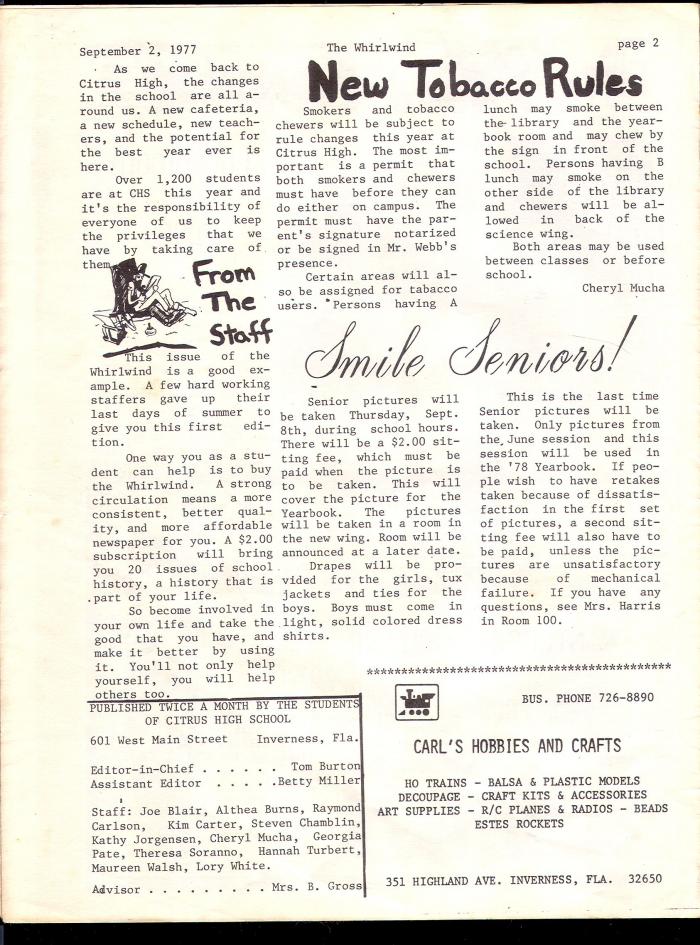 September 2, 1977
The Whirlwind
page 2
As we come back to
Citrus High, the changes
in the school are all a-
round us. A new cafeteria,
a new schedule, new teach-
ers, and the potential for
the best year ever is
here.
Over 1,200 students
are at CHS this year and
it's the responsibility of
everyone of us to keep
the privileges that we
have by taking care of
them.
From
The
Staff
This issue of the
Whirlwind is a good ex-
ample. A few hard working
staffers gave up their
last days of summer to
give you this first edi-
tion.
One way you as a stu-
dent can help is to buy
the Whirlwind. A strong
circulation means a more
consistent, better qual-
ity, and more affordable
newspaper for you. A $2.00
subscription will bring
you 20 issues of school
history, a history that is
part of your life.
So become involved in
your own life and take the
good that you have, and
make it better by using
it. You'll not only help
yourself, you will help
others too.
New Tobacco Rules
Smokers and tobacco
chewers will be subject to
rule changes this year at
Citrus High. The most im-
portant is a permit that
both smokers and chewers
must have before they can
do either on campus. The
permit must have the par-
ent's signature notarized
or be signed in Mr. Webb's
presence.
Certain areas will al-
so be assigned for tobacco
users. Persons having A
lunch may smoke between
the library and the year-
book room and may chew by
the sign in front of the
school. Persons having B
lunch may smoke on the
other side of the library
and chewers will be al-
lowed in back of the
science wing.
Both areas may be used
between classes or before
school.
Cheryl Mucha
Smile Seniors!
Senior pictures will
be taken Thursday, Sept.
8th, during school hours.
There will be a $2.00 sit-
ting fee, which must be
paid when the picture is
to be taken. This will
cover the picture for the
Yearbook. The pictures
will be taken in a room in
the new wing. Room will be
announced at a later date.
Drapes will be pro-
vided for the girls, tux
jackets and ties for the
boys. Boys must come in
light, solid colored dress
shirts.
This is the last time
Senior pictures will be
taken. Only pictures from
the June session and this
session will be used in
the '78 Yearbook. If peo-
ple wish to have retakes
taken because of dissatis-
faction in the first set
of pictures, a second sit-
ting fee will also have to
be paid, unless the pic-
tures are unsatisfactory
because of mechanical
failure. If you have any
questions, see Mrs. Harris
in Room 100.
PUBLISHED TWICE A MONTH BY THE STUDENTS
OF CITRUS HIGH SCHOOL
601 West Main Street Inverness, Fla.
Editor-in-Chief . . . . . . Tom Burton
Assistant Editor . . . . .Betty Miller
Staff: Joe Blair, Althea Burns, Raymond
Carlson, Kim Carter, Steven Chamblin,
Kathy Jorgensen, Cheryl Mucha, Georgia
Pate, Theresa Soranno, Hannah Turbert,
Maureen Walsh, Lory White.
Advisor . . . . . . . . . Mrs. B. Gross
*****************************************
BUS. PHONE 726-8890
CARL'S HOBBIES AND CRAFTS
HO TRAINS - BALSA & PLASTIC MODELS
DECOUPAGE - CRAFT KITS & ACCESSORIES
ART SUPPLIES - R/C PLANES & RADIOS - BEADS
ESTES ROCKETS
351 HIGHLAND AVE. INVERNESS, FLA. 32650